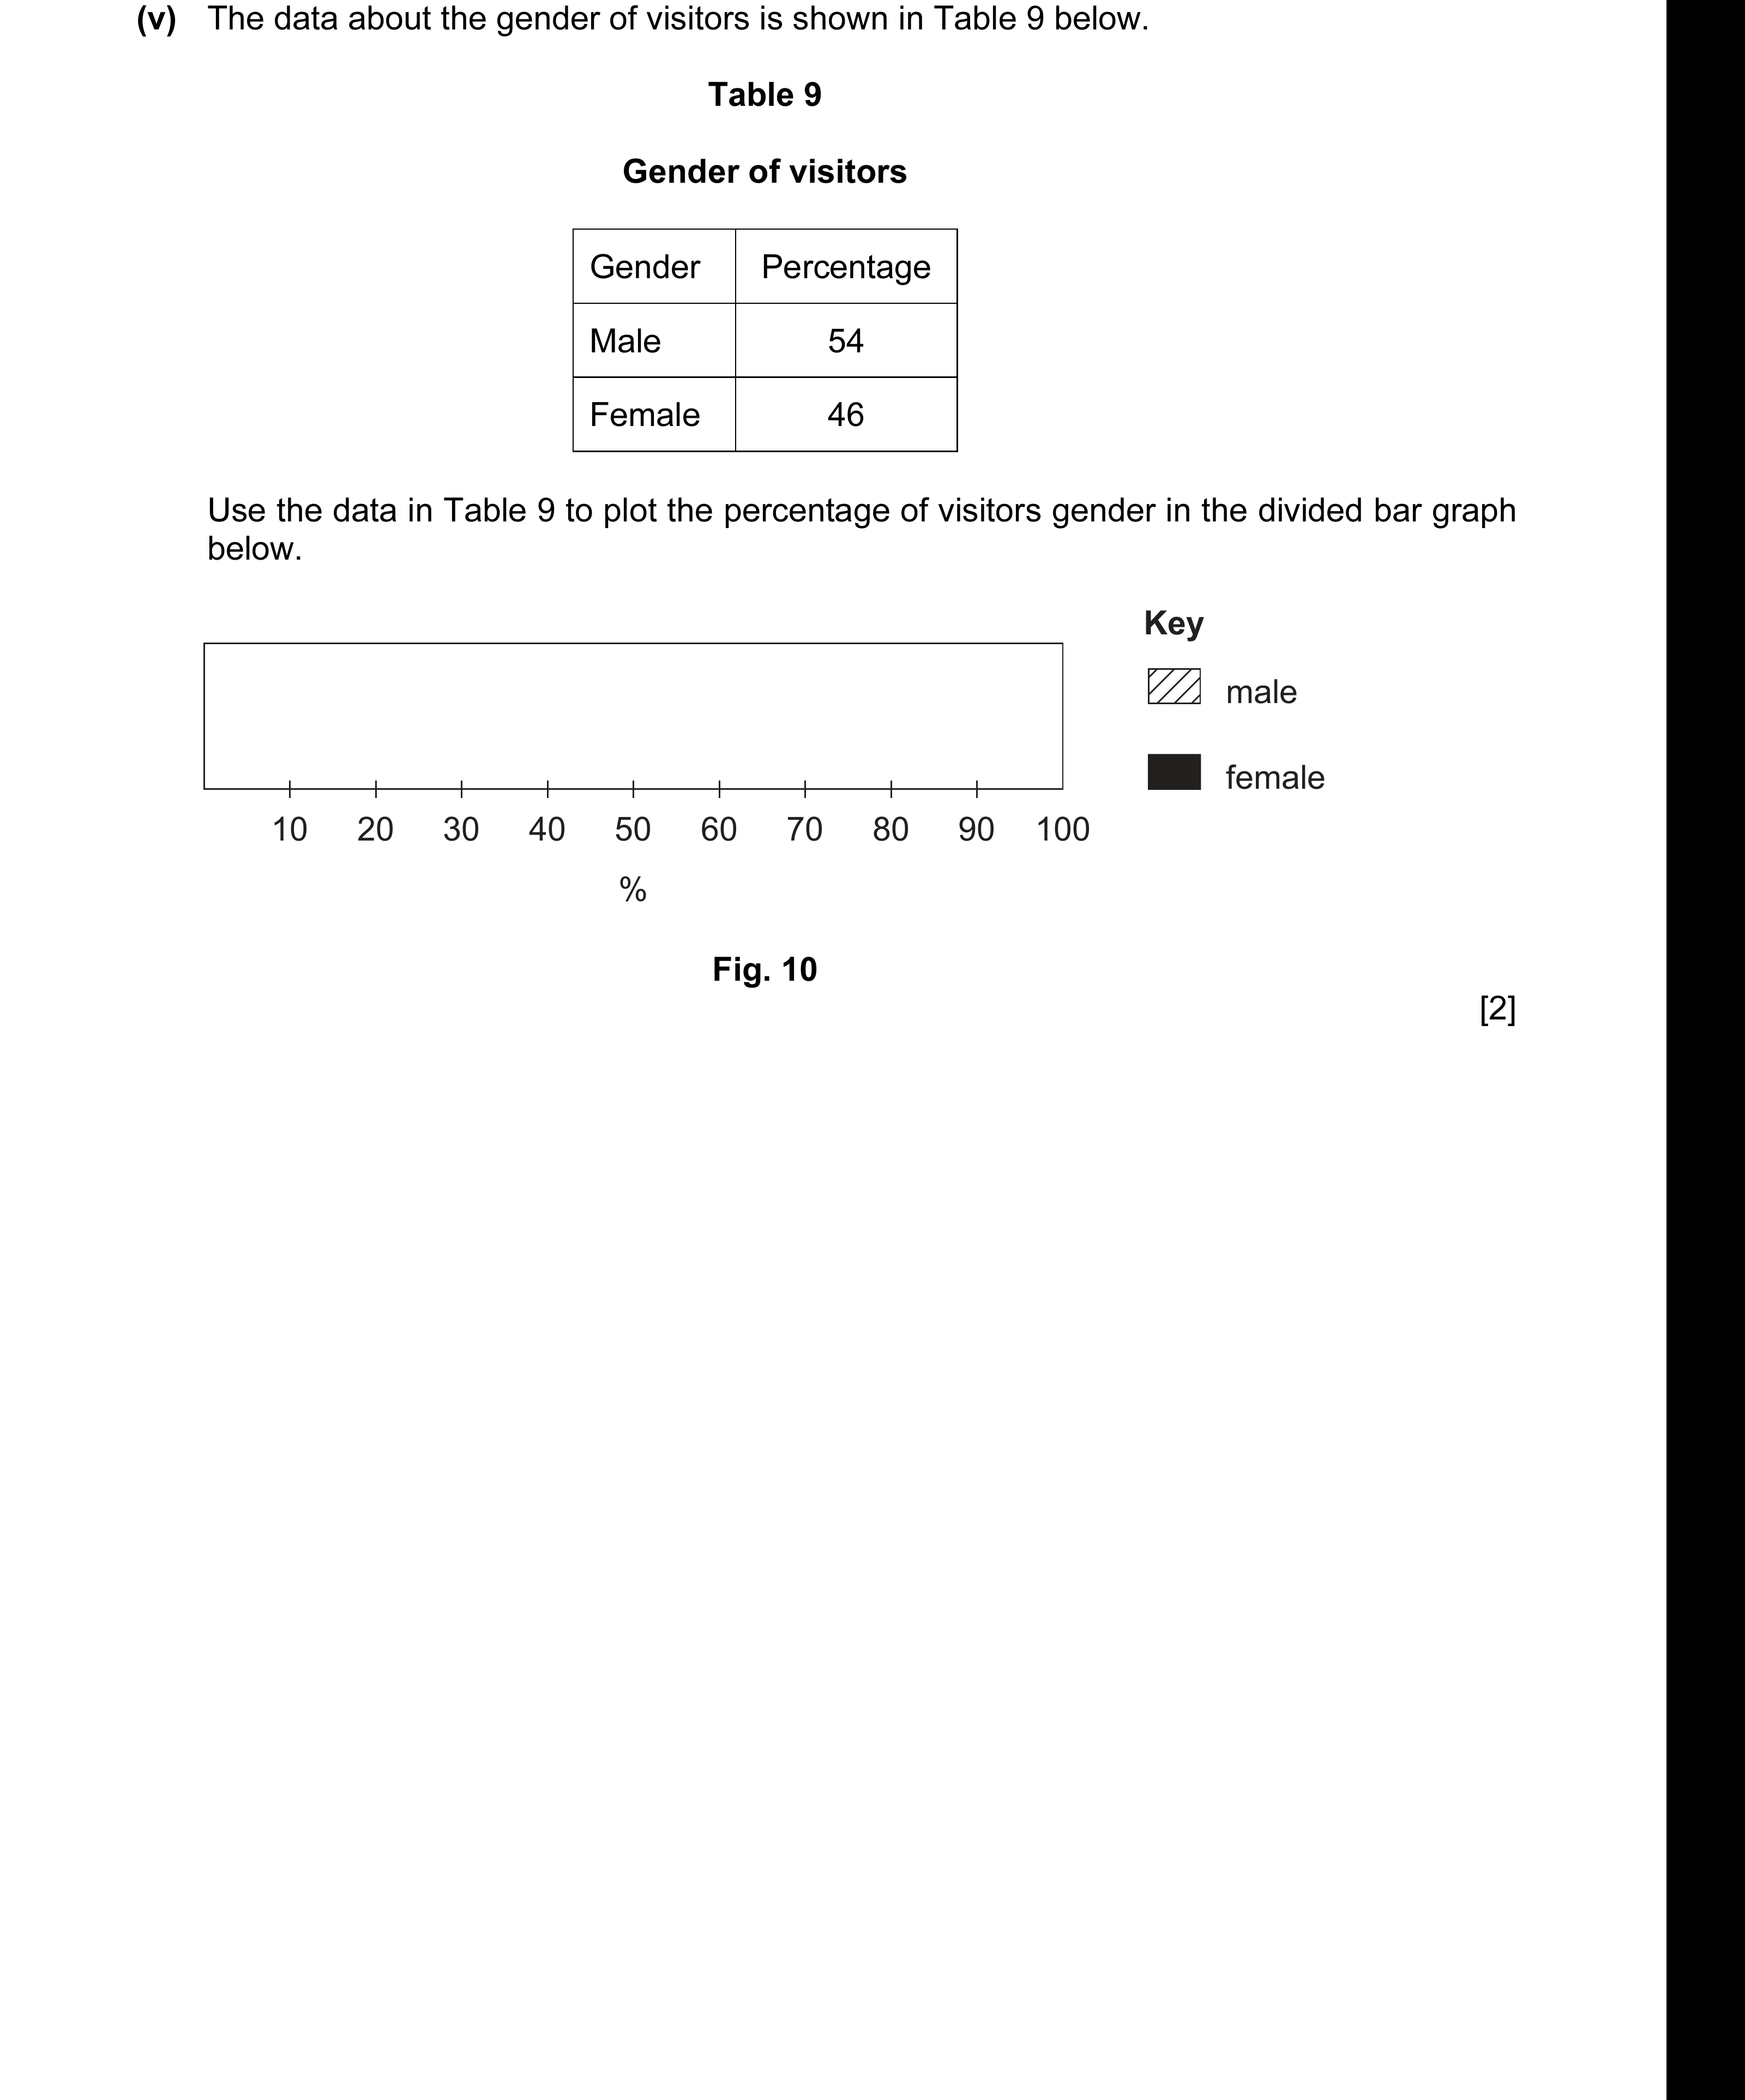 (v) The data about the gender of visitors is shown in Table 9 below.
Table 9
Gender of visitors
Gender Percentage
Male 54
Female 46
Use the data in Table 9 to plot the percentage of visitors gender in the divided bar graph
below.
Key
male
female
10 20 30 40 50 60 70 80 90 100
%
Fig. 10
[2]